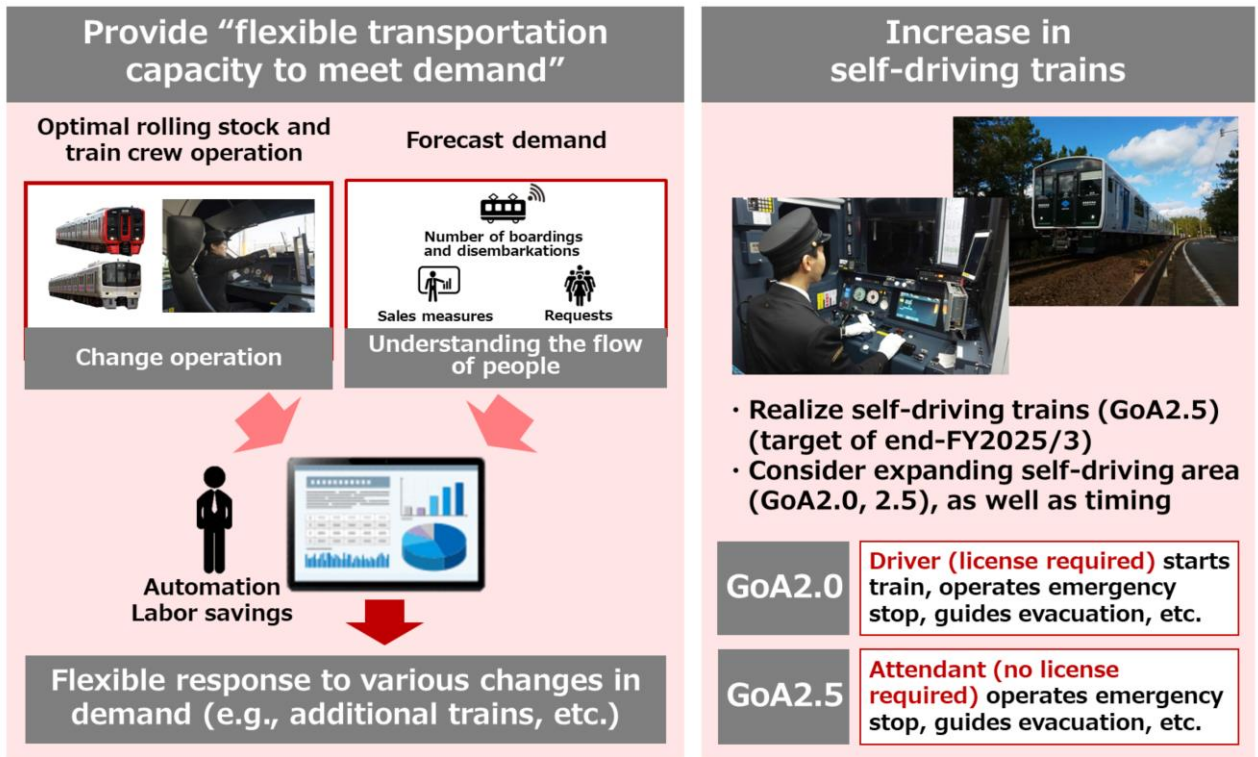 Provide “flexible transportation
capacity to meet demand”
Optimal rolling stock and
train crew operation
Forecast demand
Number of boardings
and disembarkations
Sales measures
Requests
Change operation
Understanding the flow
of people
Automation
Labor savings
Flexible response to various changes in
demand (e.g., additional trains, etc.)
Increase in
self-driving trains
・Realize self-driving trains (GoA2.5)
(target of end-FY2025/3)
・Consider expanding self-driving area
(GoA2.0, 2.5), as well as timing
GoA2.0
Driver (license required) starts
train, operates emergency
stop, guides evacuation, etc.
GoA2.5
Attendant (no license
required) operates emergency
stop, guides evacuation, etc.